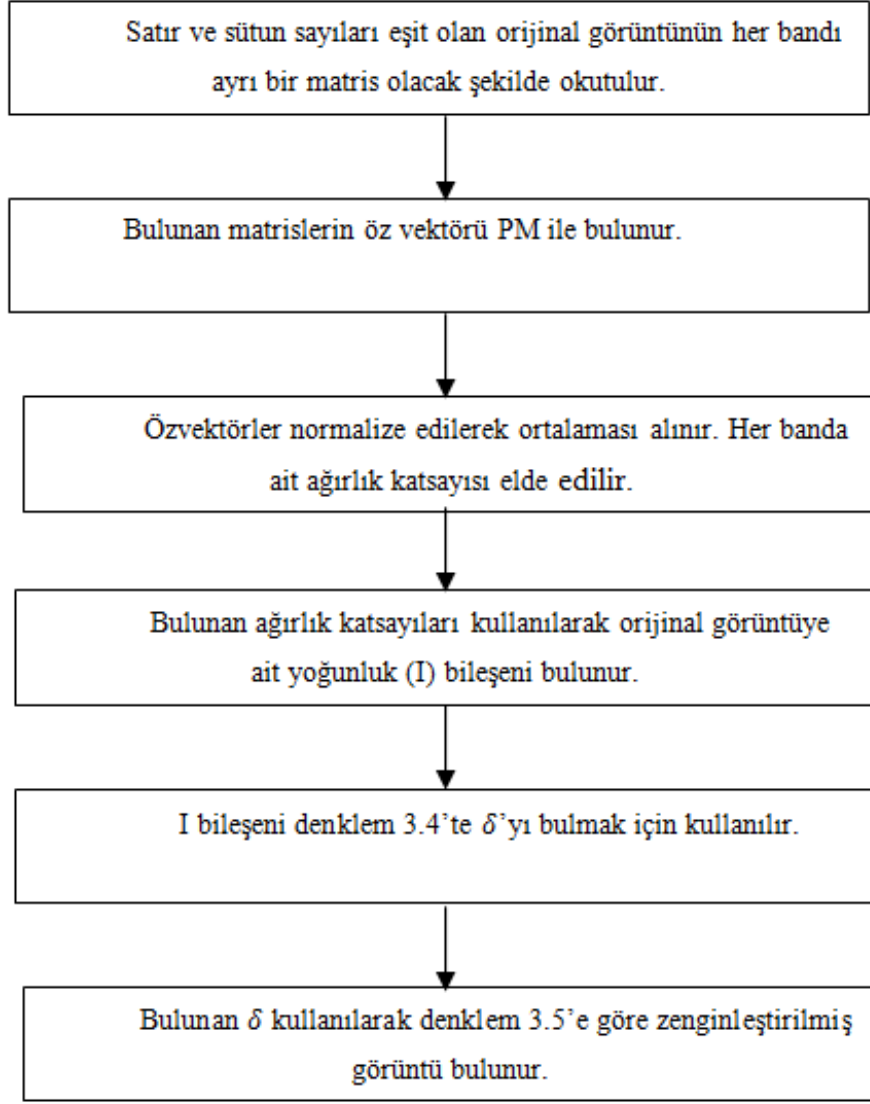 Satır ve sütun sayıları eşit olan orijinal görüntünün her bandı
ayrı bir matris olacak şekilde okutulur.
Bulunan matrislerin öz vektörü PM ile bulunur.
Özvektörler normalize edilerek ortalaması alınır. Her banda
ait ağırlık katsayısı elde edilir.
Bulunan ağırlık katsayıları kullanılarak orijinal görüntüye
ait yoğunluk (I) bileşeni bulunur.
I bileşeni denklem 3.4’te δ’yı bulmak için kullanılır.
Bulunan δ kullanılarak denklem 3.5’e göre zenginleştirilmiş
görüntü bulunur.